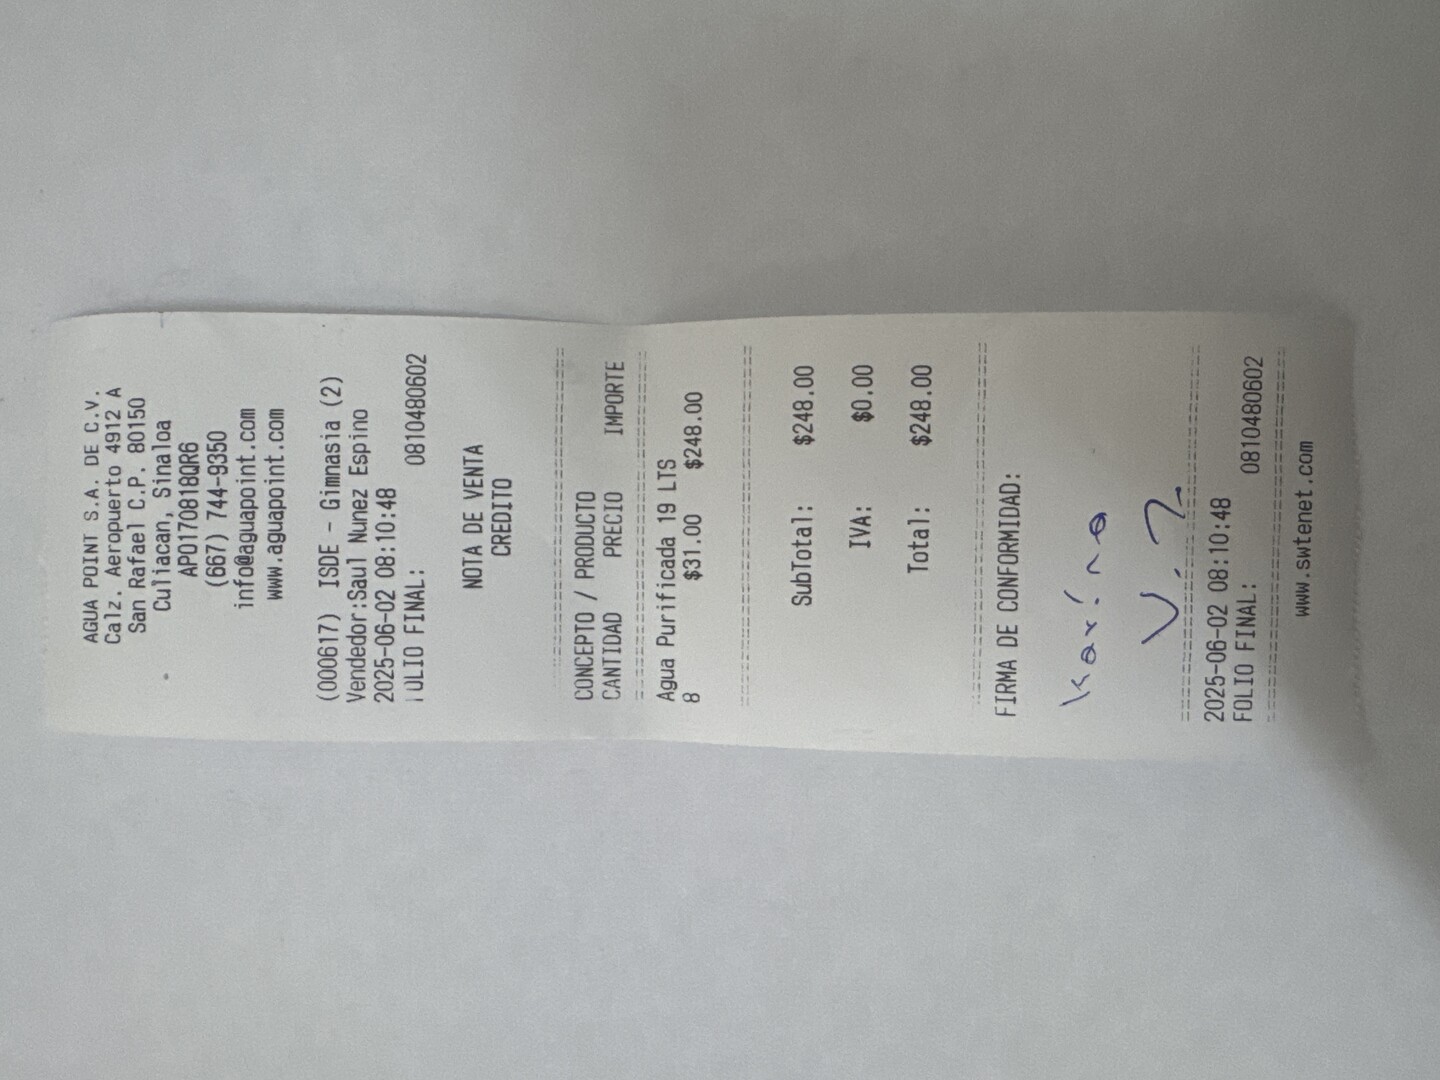 AGUA POINT S.A. DE C.V.
Calz. Aeropuerto 4912 A
San Rafael C.P. 80150
Culiacan, Sinaloa
APO170818QR6
(667) 744-9350
info@aguapoint.com
www.aguapoint.com
(000617) ISDE - Gimnasia (2)
Vendedor:Saul Nunez Espino
2025-06-02 08:10:48
FOLIO FINAL: 0810480602
NOTA DE VENTA
CREDITO
CONCEPTO / PRODUCTO
CANTIDAD PRECIO IMPORTE
Agua Purificada 19 LTS
8 $31.00 $248.00
SubTotal: $248.00
IVA: $0.00
Total: $248.00
FIRMA DE CONFORMIDAD:
Karina
V. Z
2025-06-02 08:10:48
FOLIO FINAL: 0810480602
www.swtenet.com